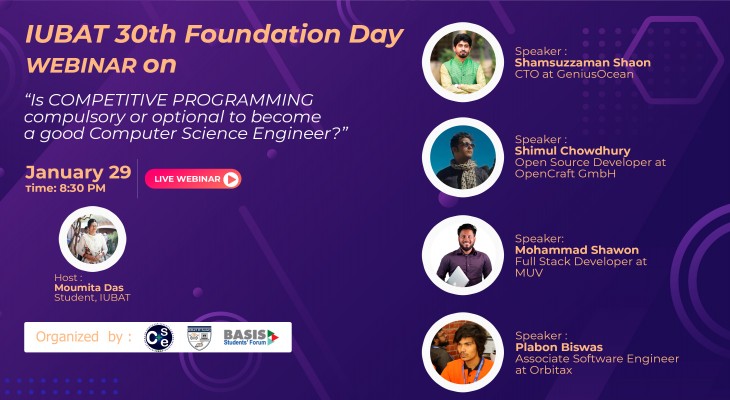 IUBAT 30th Foundation Day
WEBINAR on
“Is COMPETITIVE PROGRAMMING
compulsory or optional to become
a good Computer Science Engineer?”
January 29
Time: 8:30 PM
LIVE WEBINAR
Host :
Moumita Das
Student, IUBAT
Organized by :
CSE
BASIS
Students' Forum
Speaker :
Shamsuzzaman Shaon
CTO at GeniusOcean
Speaker :
Shimul Chowdhury
Open Source Developer at
OpenCraft GmbH
Speaker:
Mohammad Shawon
Full Stack Developer at
MUV
Speaker :
Plabon Biswas
Associate Software Engineer
at Orbitax